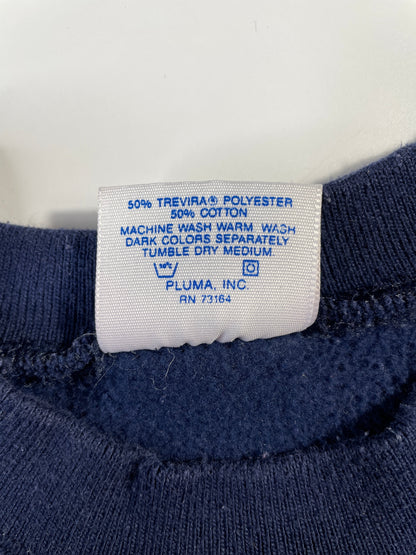 50% TREVIRA® POLYESTER
50% COTTON
MACHINE WASH WARM WASH
DARK COLORS SEPARATELY
TUMBLE DRY MEDIUM
PLUMA, INC
RN 73164